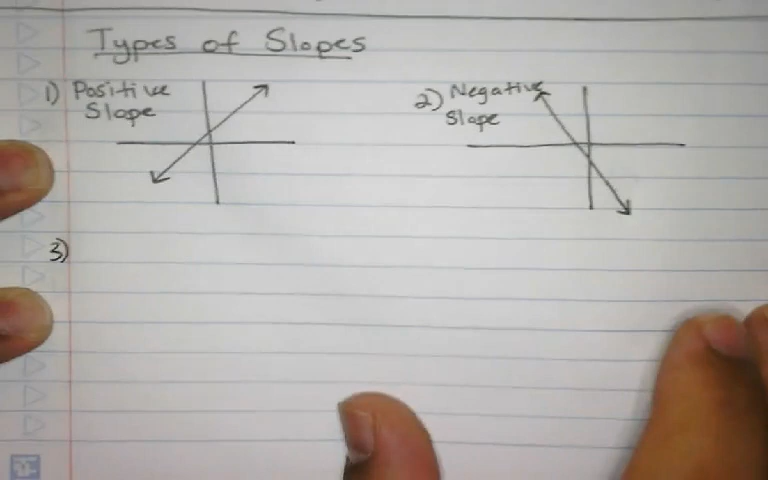 Types of Slopes
1) Positive
Slope
2) Negative
Slope
3)